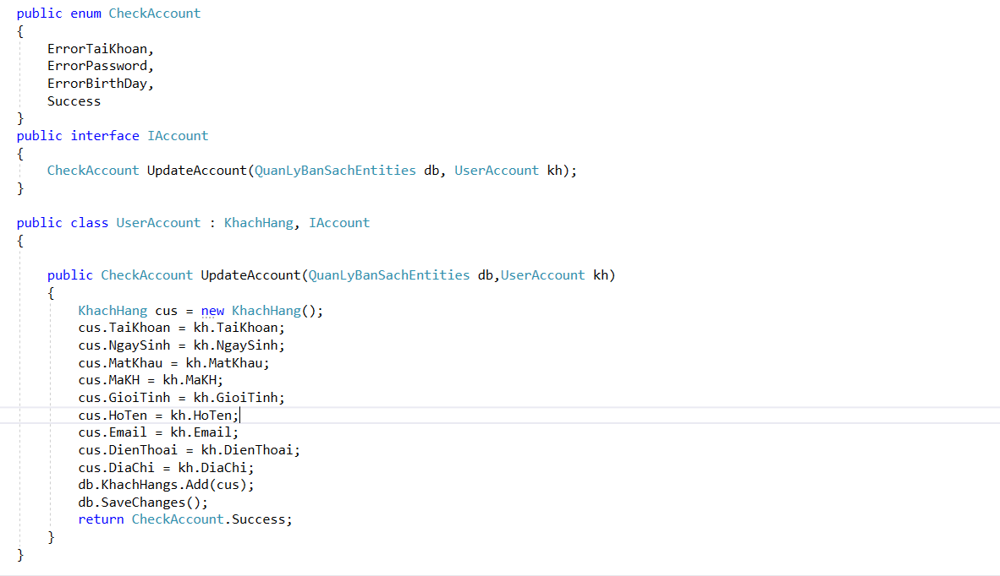 public enum CheckAccount
{
ErrorTaiKhoan,
ErrorPassword,
ErrorBirthDay,
Success
}
public interface IAccount
{
CheckAccount UpdateAccount(QuanLyBanSachEntities db, UserAccount kh);
}
public class UserAccount : KhachHang, IAccount
{
public CheckAccount UpdateAccount(QuanLyBanSachEntities db,UserAccount kh)
{
KhachHang cus = new KhachHang();
cus.TaiKhoan = kh.TaiKhoan;
cus.NgaySinh = kh.NgaySinh;
cus.MatKhau = kh.MatKhau;
cus.MaKH = kh.MaKH;
cus.GioiTinh = kh.GioiTinh;
cus.HoTen = kh.HoTen;
cus.Email = kh.Email;
cus.DienThoai = kh.DienThoai;
cus.DiaChi = kh.DiaChi;
db.KhachHangs.Add(cus);
db.SaveChanges();
return CheckAccount.Success;
}
}